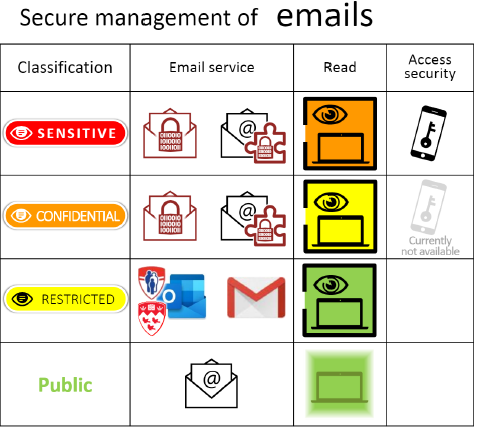 Secure management of emails
Classification
Email service
Read
Access
security
SENSITIVE
@
CONFIDENTIAL
@
Currently
not available
RESTRICTED
Public
@